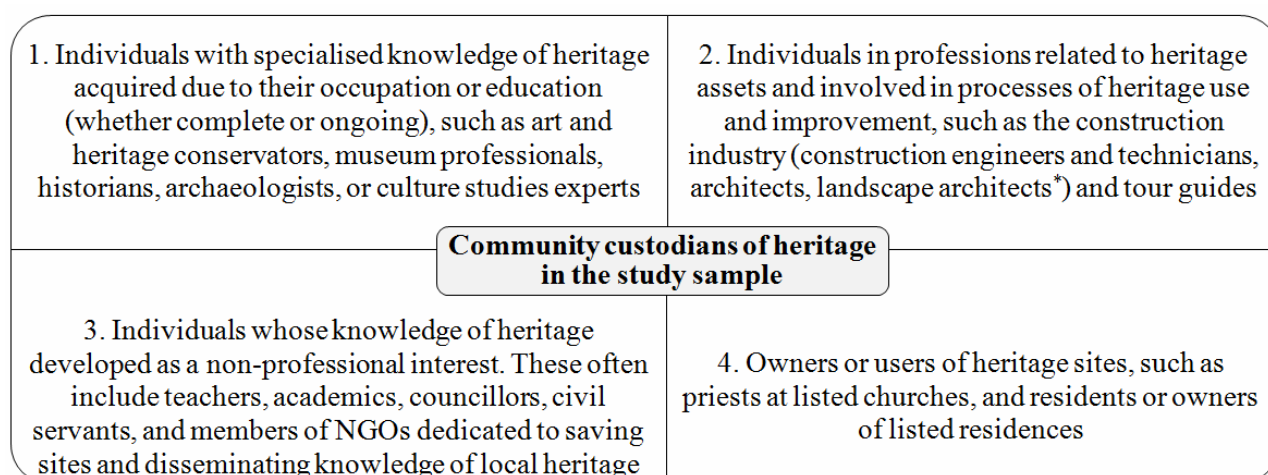 1. Individuals with specialised knowledge of heritage
acquired due to their occupation or education
(whether complete or ongoing), such as art and
heritage conservators, museum professionals,
historians, archaeologists, or culture studies experts
2. Individuals in professions related to heritage
assets and involved in processes of heritage use
and improvement, such as the construction
industry (construction engineers and technicians,
architects, landscape architects*) and tour guides
Community custodians of heritage
in the study sample
3. Individuals whose knowledge of heritage
developed as a non-professional interest. These often
include teachers, academics, councillors, civil
servants, and members of NGOs dedicated to saving
sites and disseminating knowledge of local heritage
4. Owners or users of heritage sites, such as
priests at listed churches, and residents or owners
of listed residences